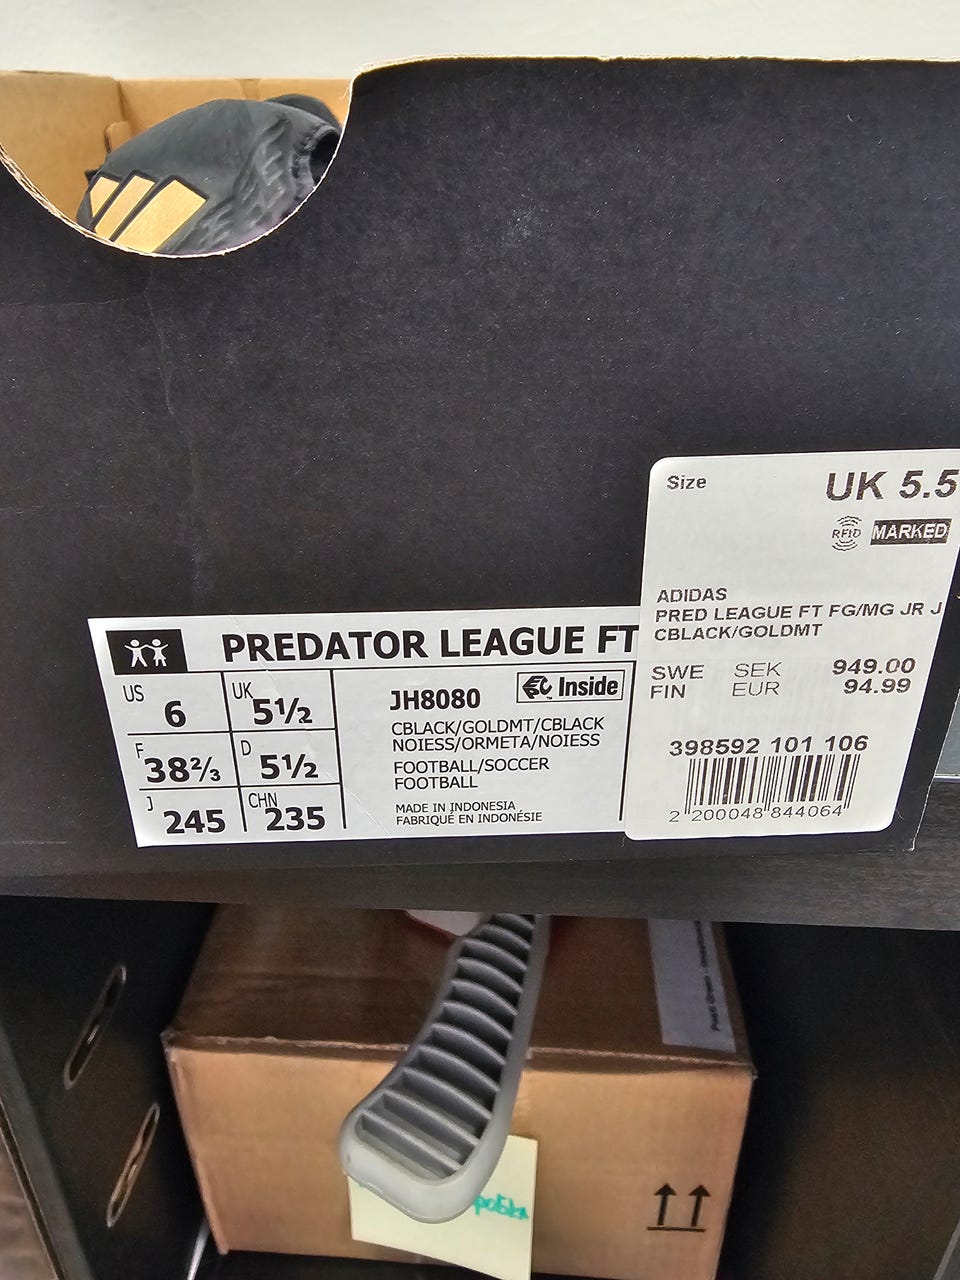 Size
UK 5.5
RFID
MARKED
ADIDAS
PRED LEAGUE FT FG/MG JR J
CBLACK/GOLDMT
SWE SEK 949.00
FIN EUR 94.99
398592 101 106
2 200048 844064
PREDATOR LEAGUE FT
US 6
UK 5½
F 38⅔
D 5½
J 245
CHN 235
JH8080
Inside
CBLACK/GOLDMT/CBLACK
NOIESS/ORMETA/NOIESS
FOOTBALL/SOCCER
FOOTBALL
MADE IN INDONESIA
FABRIQUÉ EN INDONÉSIE